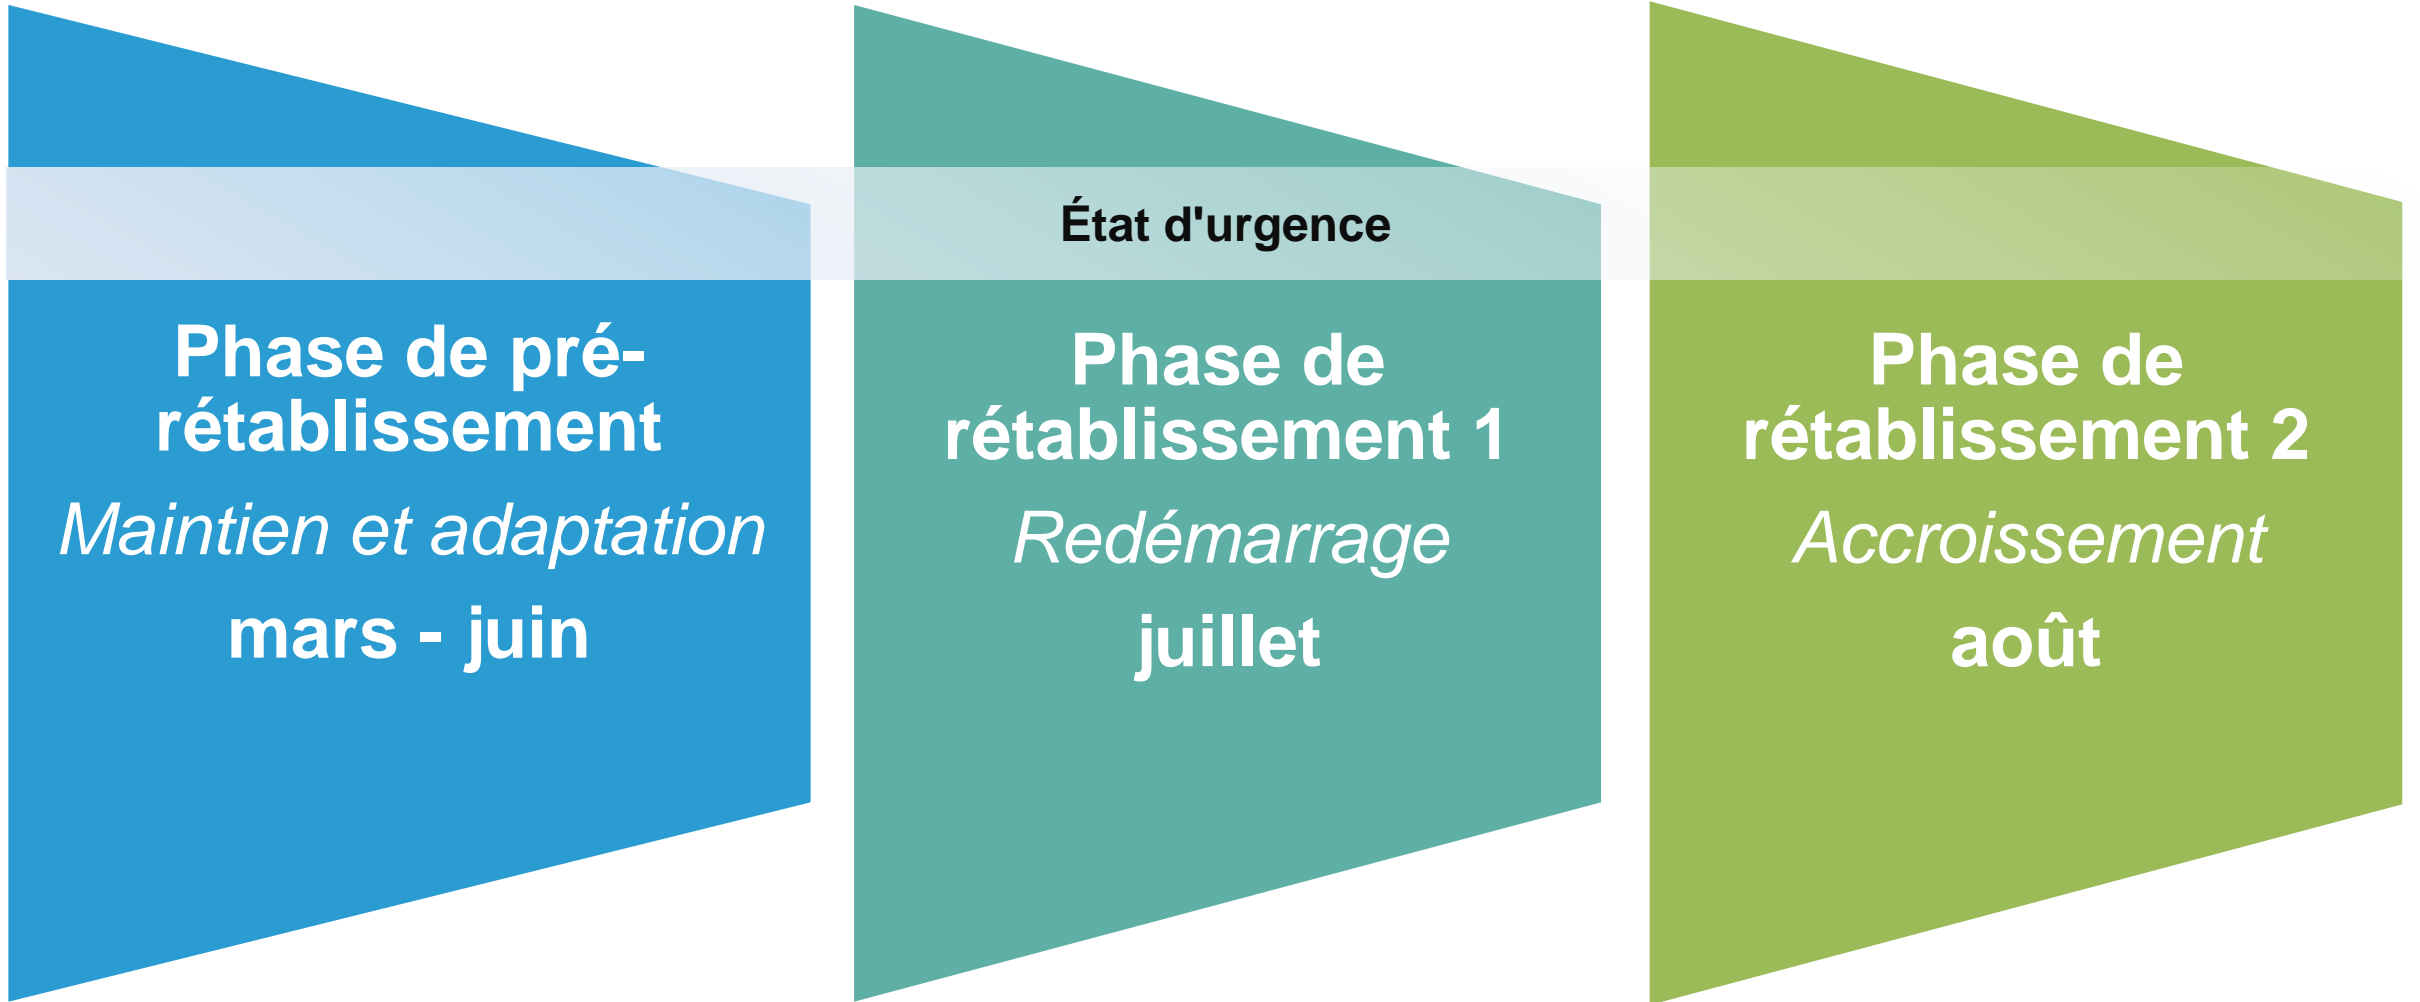 État d'urgence
Phase de pré-
rétablissement
Maintien et adaptation
mars - juin
Phase de
rétablissement 1
Redémarrage
juillet
Phase de
rétablissement 2
Accroissement
août